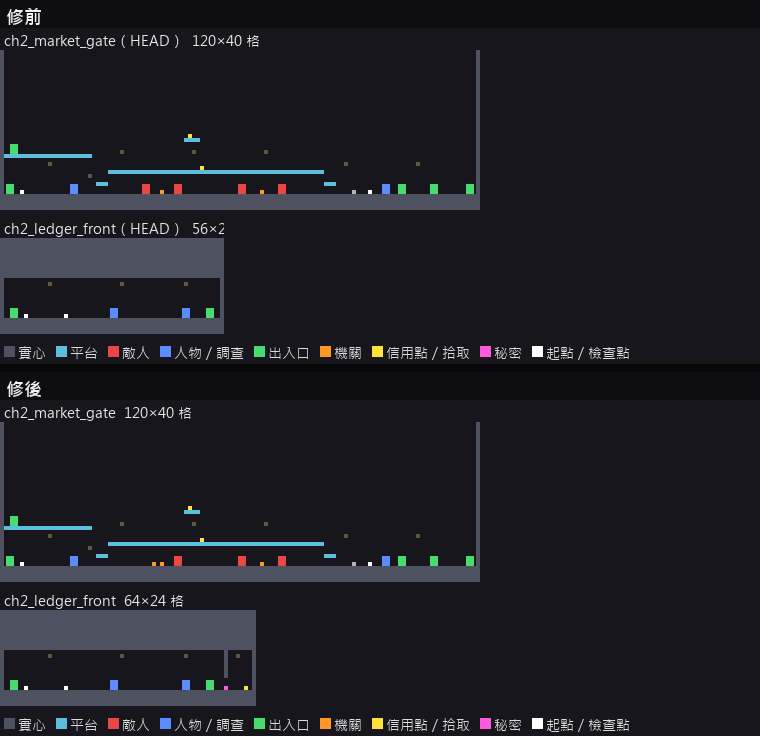 修前
ch2_market_gate ( HEAD ) 120×40 格
ch2_ledger_front ( HEAD ) 56×2
實心 平台 敵人 人物 / 調查 出入口 機關 信用點 / 拾取 秘密 起點 / 檢查點
修後
ch2_market_gate 120×40 格
ch2_ledger_front 64×24 格
實心 平台 敵人 人物 / 調查 出入口 機關 信用點 / 拾取 秘密 起點 / 檢查點